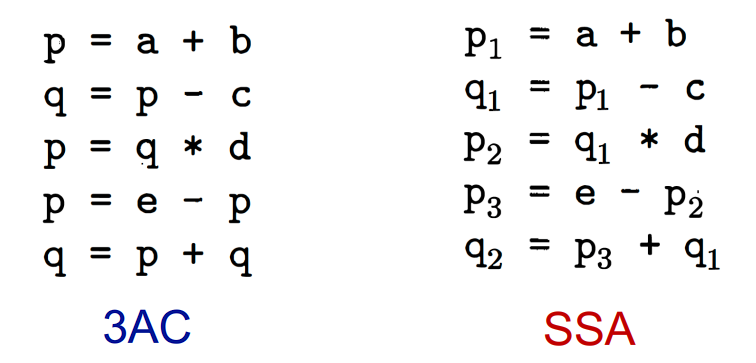 p = a + b
q = p - c
p = q * d
p = e - p
q = p + q
3AC
p₁ = a + b
q₁ = p₁ - c
p₂ = q₁ * d
p₃ = e - p₂
q₂ = p₃ + q₁
SSA